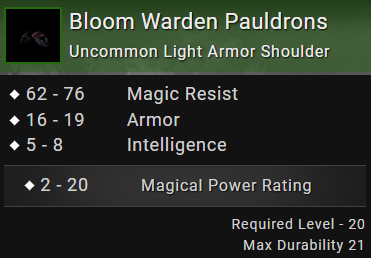 Bloom Warden Pauldrons
Uncommon Light Armor Shoulder
62 - 76 Magic Resist
16 - 19 Armor
5 - 8 Intelligence
2 - 20 Magical Power Rating
Required Level - 20
Max Durability 21